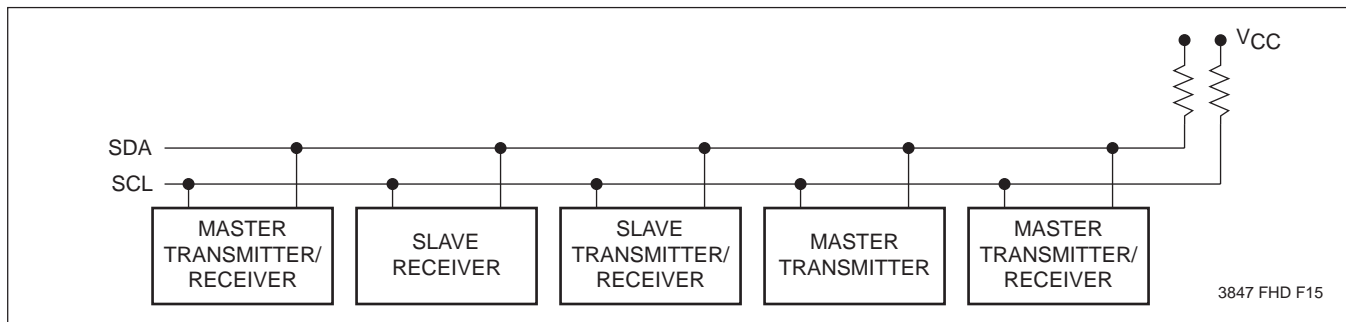 VCC
SDA
SCL
MASTER
TRANSMITTER/
RECEIVER
SLAVE
RECEIVER
SLAVE
TRANSMITTER/
RECEIVER
MASTER
TRANSMITTER
MASTER
TRANSMITTER/
RECEIVER
3847 FHD F15